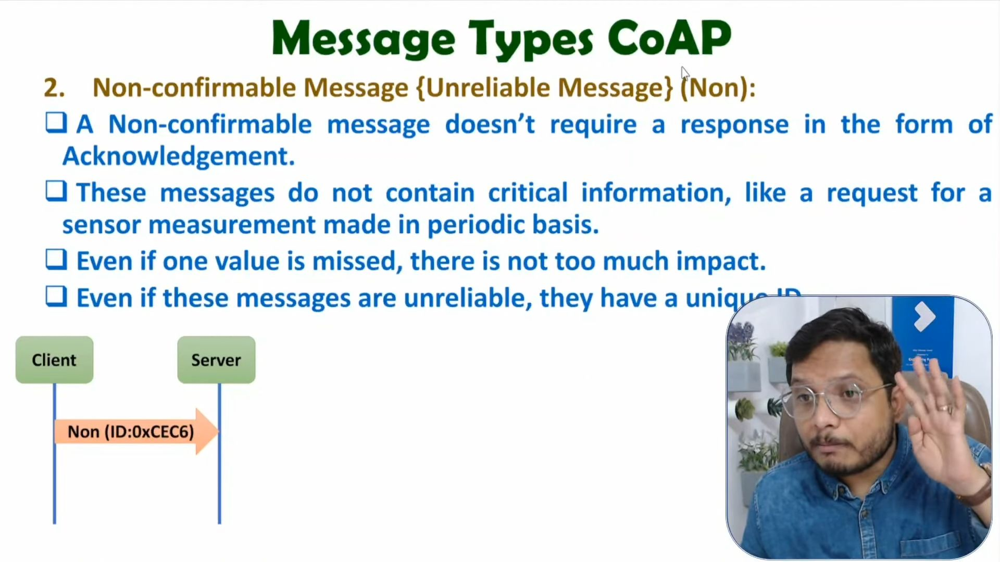 Message Types CoAP
2. Non-confirmable Message {Unreliable Message} (Non):
A Non-confirmable message doesn’t require a response in the form of
Acknowledgement.
These messages do not contain critical information, like a request for a
sensor measurement made in periodic basis.
Even if one value is missed, there is not too much impact.
Even if these messages are unreliable, they have a unique ID
Client
Server
Non (ID:0xCEC6)